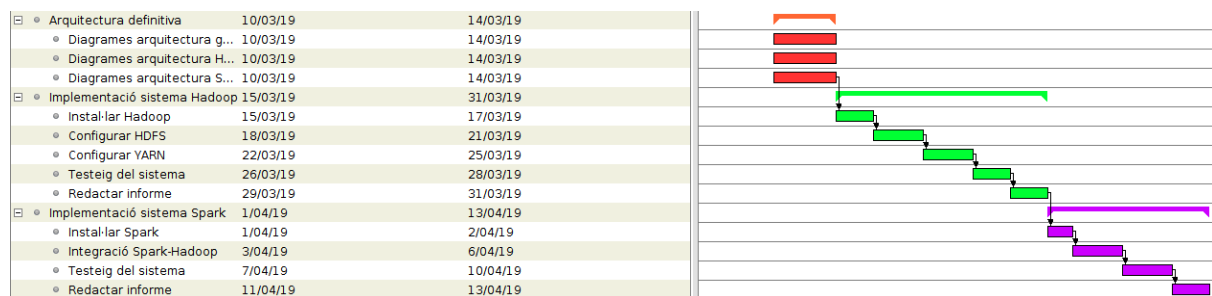 Arquitectura definitiva 10/03/19 14/03/19
Diagrames arquitectura g... 10/03/19 14/03/19
Diagrames arquitectura H... 10/03/19 14/03/19
Diagrames arquitectura S... 10/03/19 14/03/19
Implementació sistema Hadoop 15/03/19 31/03/19
Instal·lar Hadoop 15/03/19 17/03/19
Configurar HDFS 18/03/19 21/03/19
Configurar YARN 22/03/19 25/03/19
Testeig del sistema 26/03/19 28/03/19
Redactar informe 29/03/19 31/03/19
Implementació sistema Spark 1/04/19 13/04/19
Instal·lar Spark 1/04/19 2/04/19
Integració Spark-Hadoop 3/04/19 6/04/19
Testeig del sistema 7/04/19 10/04/19
Redactar informe 11/04/19 13/04/19